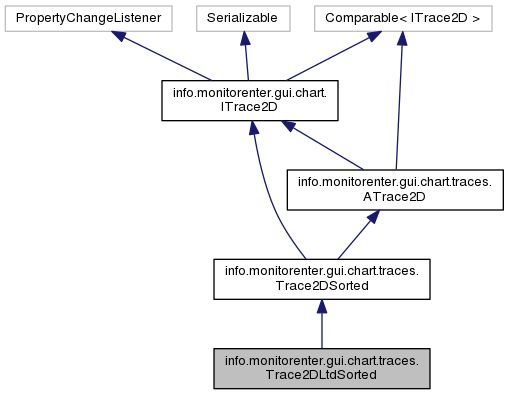 PropertyChangeListener
Serializable
Comparable< ITrace2D >
info.monitorenter.gui.chart.
ITrace2D
info.monitorenter.gui.chart.traces.
ATrace2D
info.monitorenter.gui.chart.traces.
Trace2DSorted
info.monitorenter.gui.chart.traces.
Trace2DLtdSorted